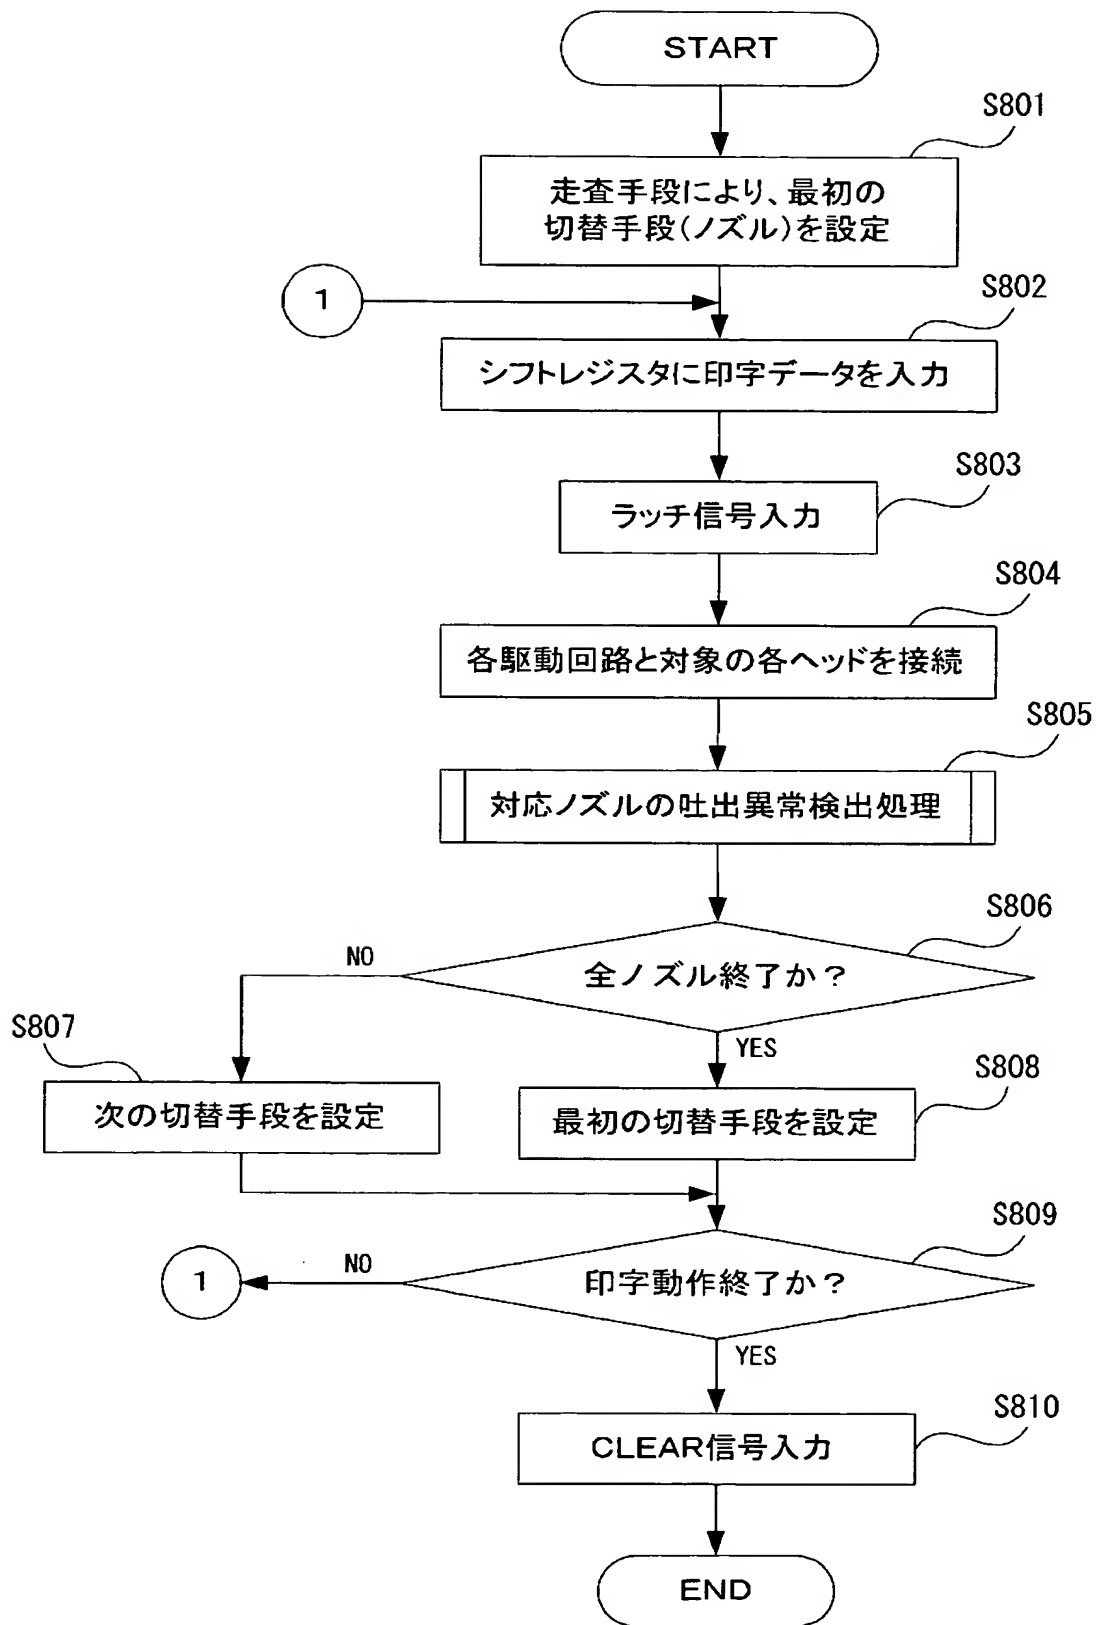 START
S801
走査手段により、最初の
切替手段(ノズル)を設定
1
S802
シフトレジスタに印字データを入力
S803
ラッチ信号入力
S804
各駆動回路と対象の各ヘッドを接続
S805
対応ノズルの吐出異常検出処理
S806
全ノズル終了か?
NO
YES
S807
次の切替手段を設定
S808
最初の切替手段を設定
S809
印字動作終了か?
NO
1
YES
S810
CLEAR信号入力
END